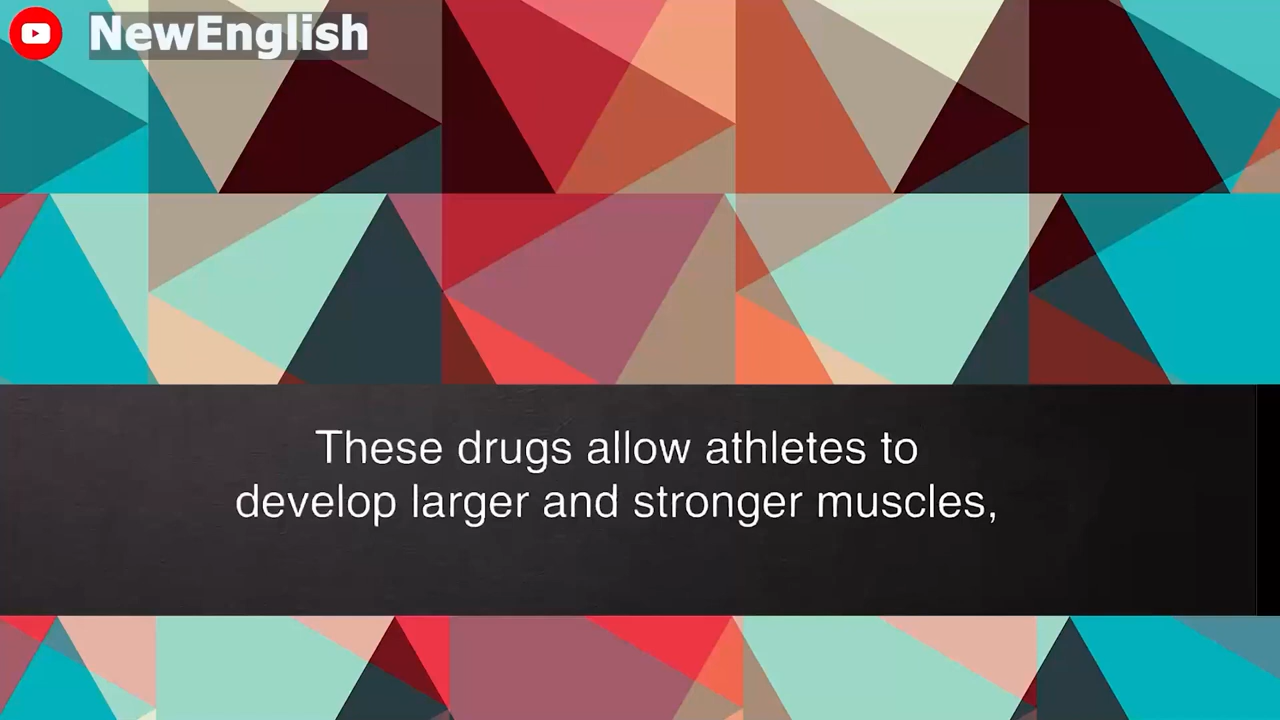 NewEnglish
These drugs allow athletes to
develop larger and stronger muscles,